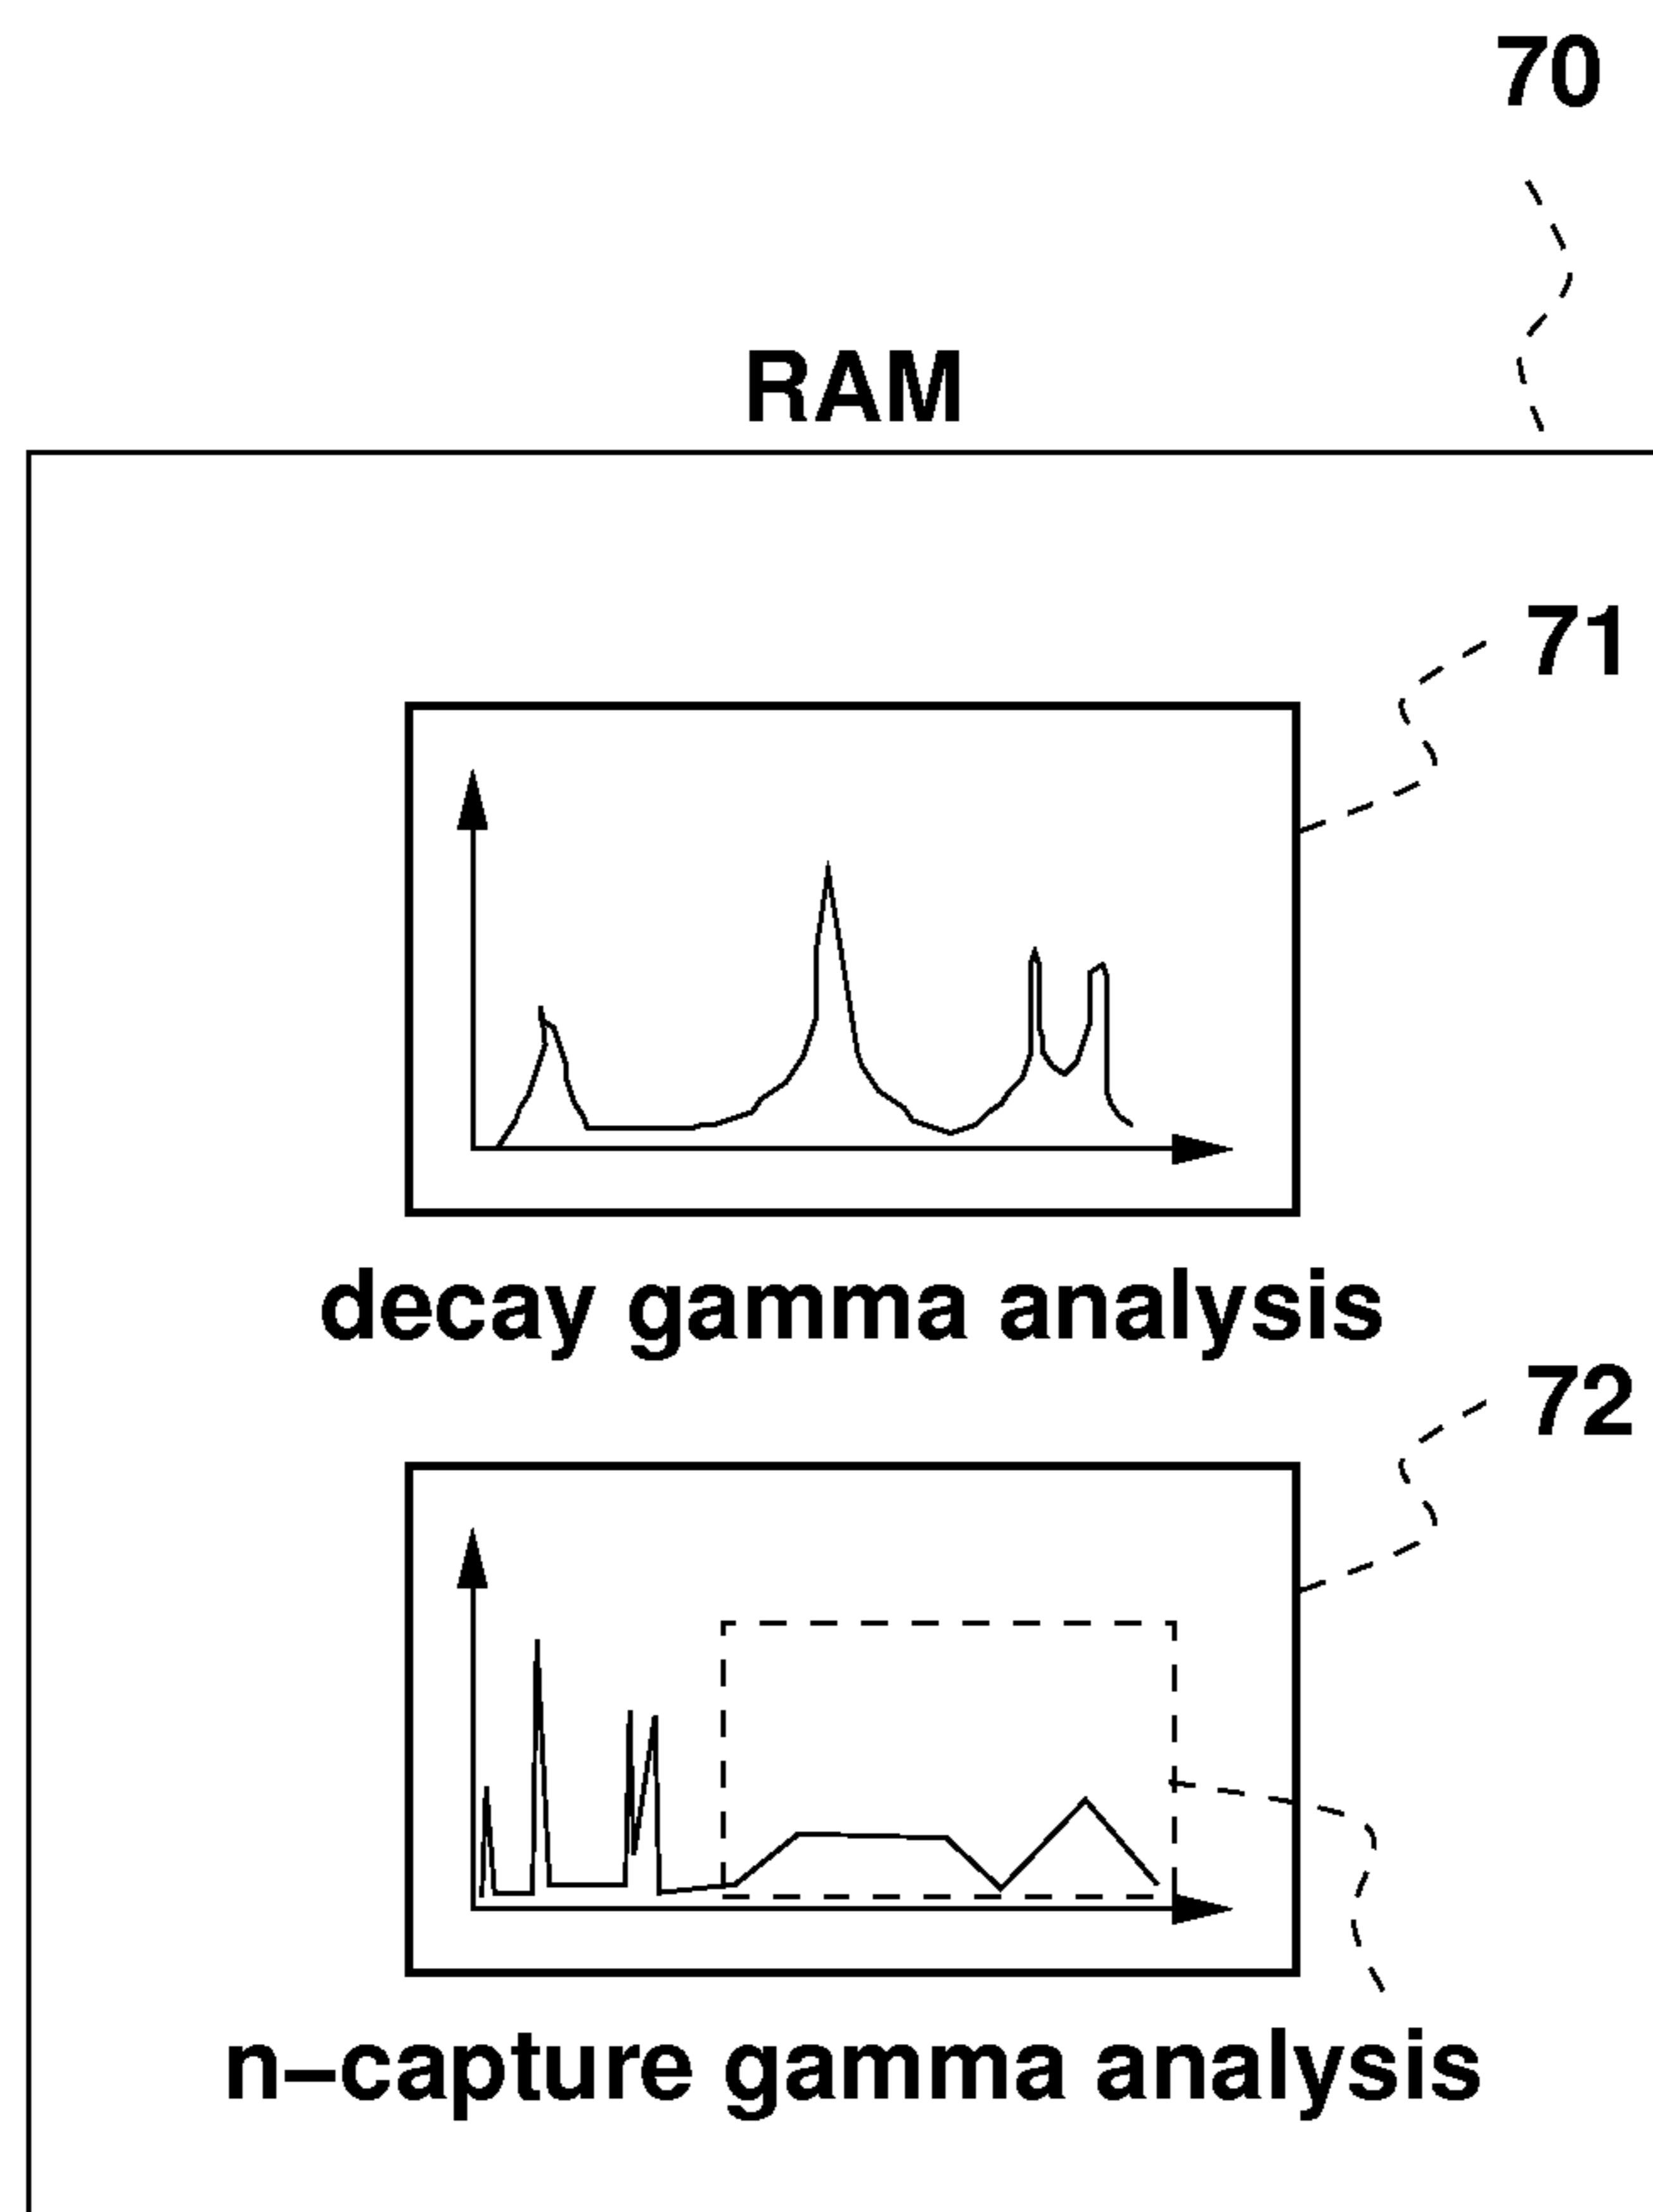 70
RAM
71
decay gamma analysis
72
n–capture gamma analysis